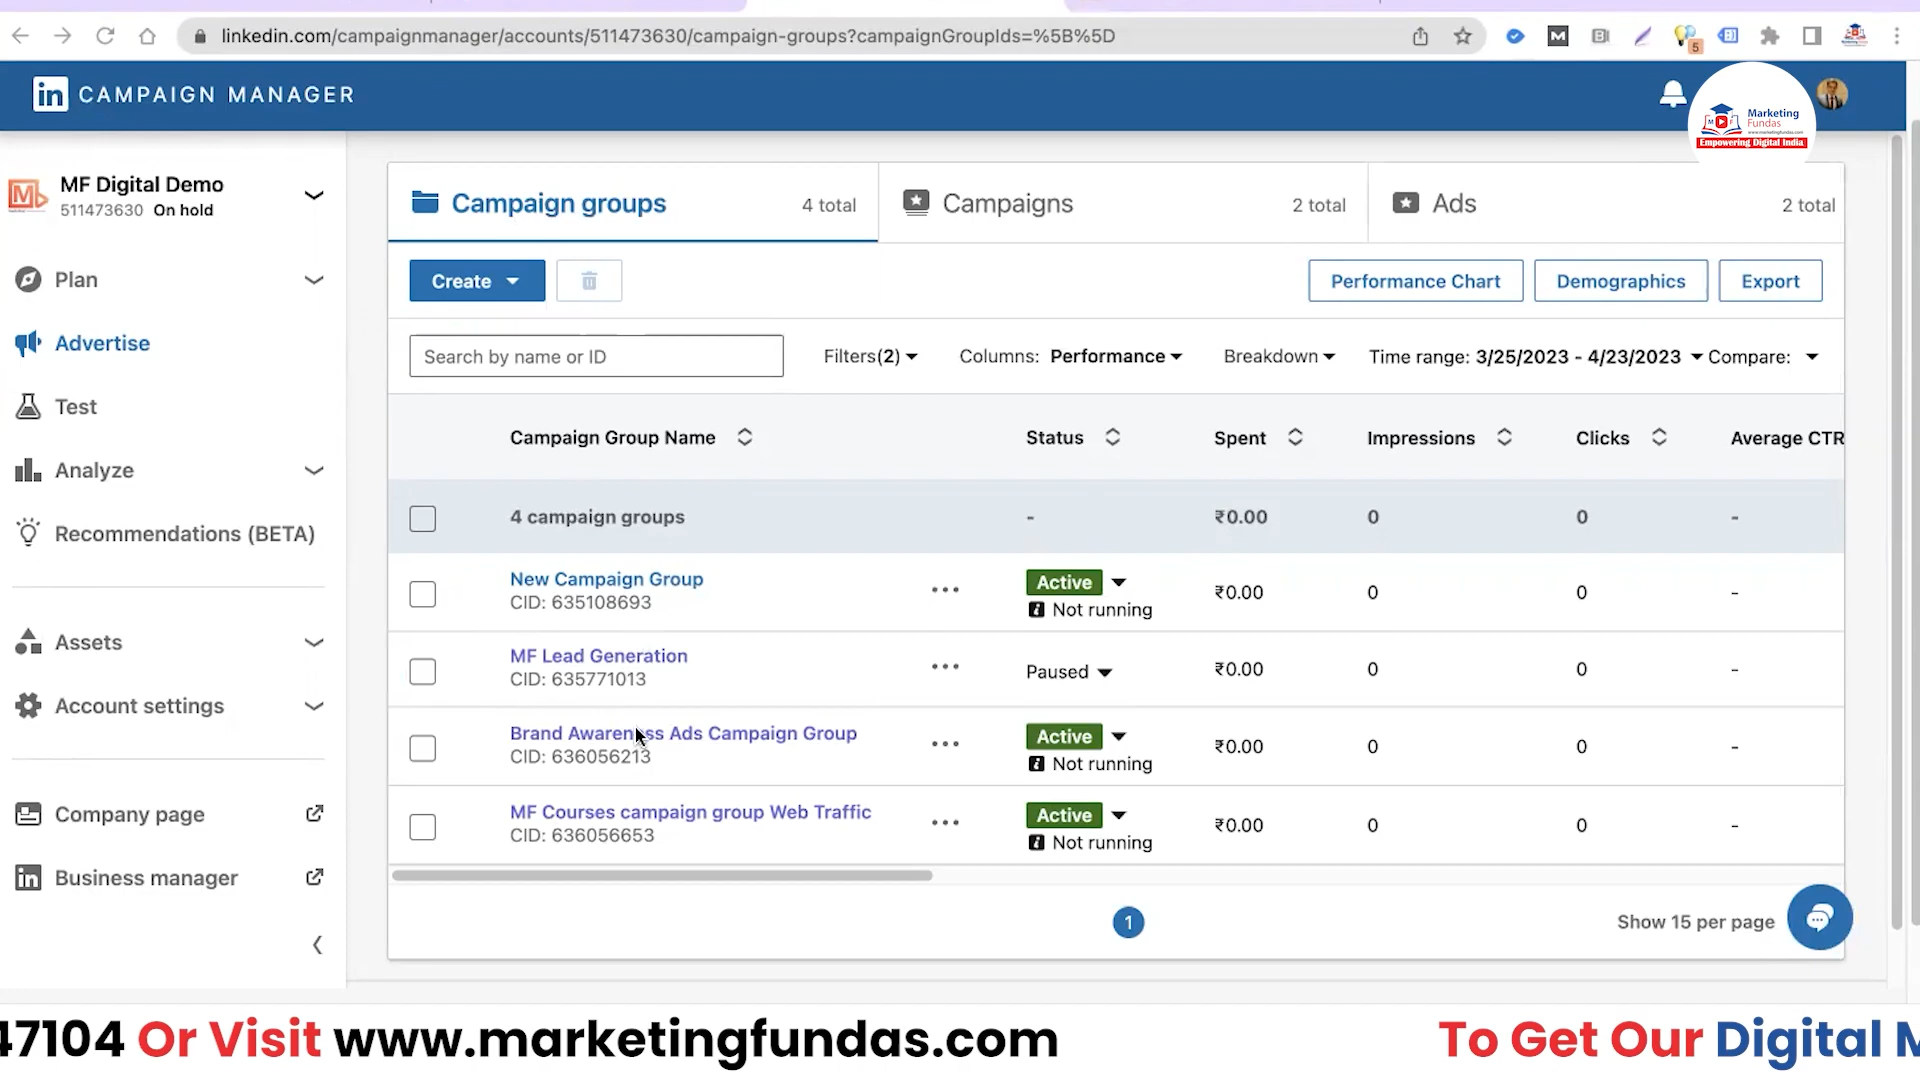 linkedin.com/campaignmanager/accounts/511473630/campaign-groups?campaignGroupIds=%5B%5D
5
in CAMPAIGN MANAGER
Marketing
Fundas
www.marketingfundas.com
Empowering Digital India
MF Digital Demo
511473630 On hold
Plan
Advertise
Test
Analyze
Recommendations (BETA)
Assets
Account settings
Company page
Business manager
Campaign groups 4 total
Campaigns 2 total
Ads 2 total
Create
Performance Chart
Demographics
Export
Search by name or ID
Filters(2)
Columns: Performance
Breakdown
Time range: 3/25/2023 - 4/23/2023
Compare:
Campaign Group Name Status Spent Impressions Clicks Average CTR
4 campaign groups - ₹0.00 0 0 -
New Campaign Group
CID: 635108693
Active
Not running
₹0.00 0 0 -
MF Lead Generation
CID: 635771013
Paused
₹0.00 0 0 -
Brand Awareness Ads Campaign Group
CID: 636056213
Active
Not running
₹0.00 0 0 -
MF Courses campaign group Web Traffic
CID: 636056653
Active
Not running
₹0.00 0 0 -
1
Show 15 per page
47104 Or Visit www.marketingfundas.com
To Get Our Digital M